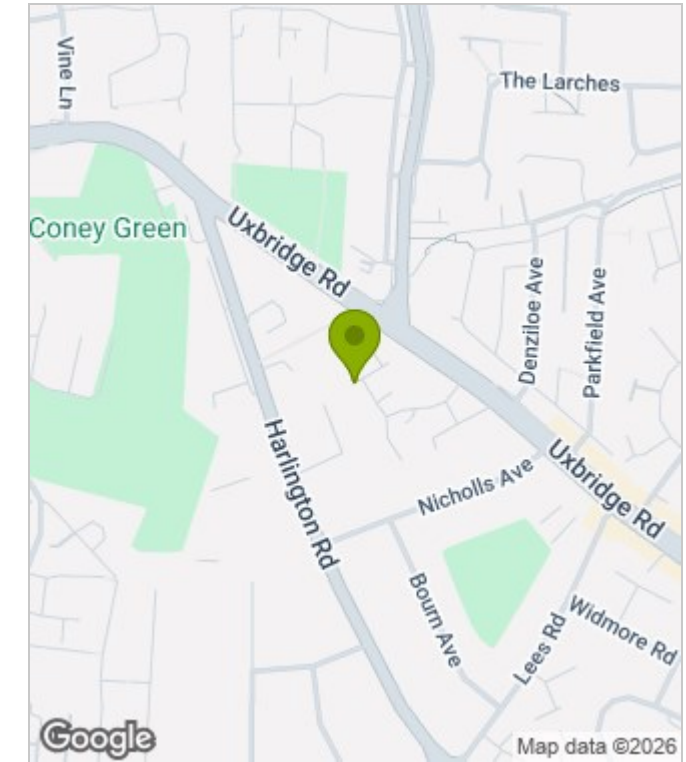 Vine Ln
The Larches
Coney Green
Uxbridge Rd
Denziloe Ave
Parkfield Ave
Harlington Rd
Uxbridge Rd
Nicholls Ave
Bourn Ave
Lees Rd
Widmore Rd
Google
Map data ©2026